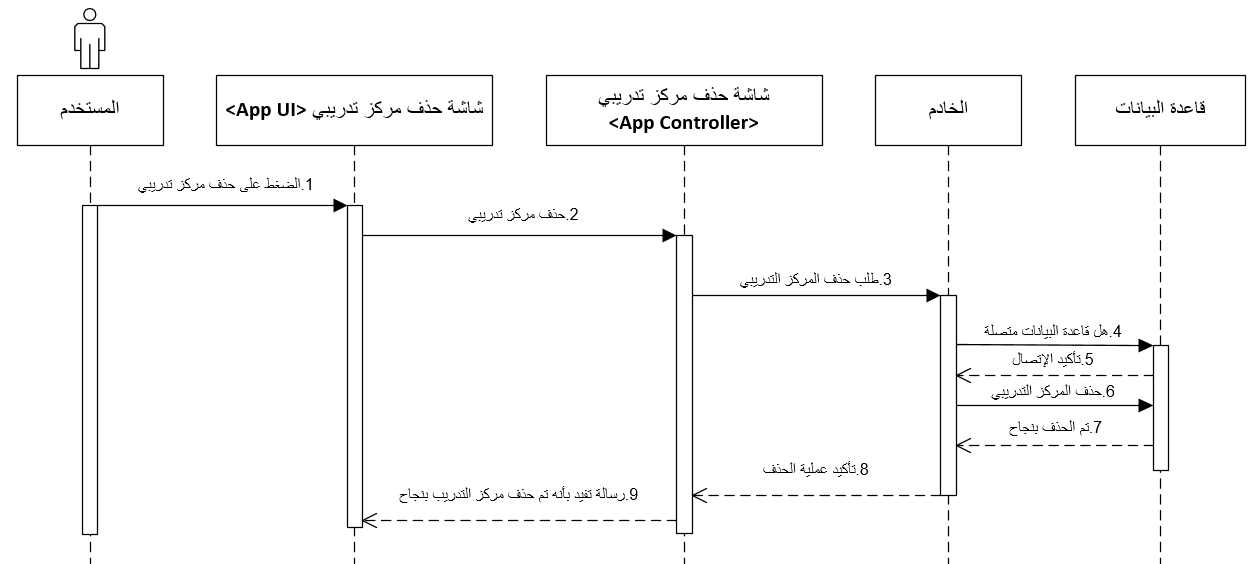 المستخدم
شاشة حذف مركز تدريبي <App UI>
شاشة حذف مركز تدريبي
<App Controller>
الخادم
قاعدة البيانات
1.الضغط على حذف مركز تدريبي
2.حذف مركز تدريبي
3.طلب حذف المركز التدريبي
4.هل قاعدة البيانات متصلة
5.تأكيد الإتصال
6.حذف المركز التدريبي
7.تم الحذف بنجاح
8.تأكيد عملية الحذف
9.رسالة تفيد بأنه تم حذف مركز التدريب بنجاح